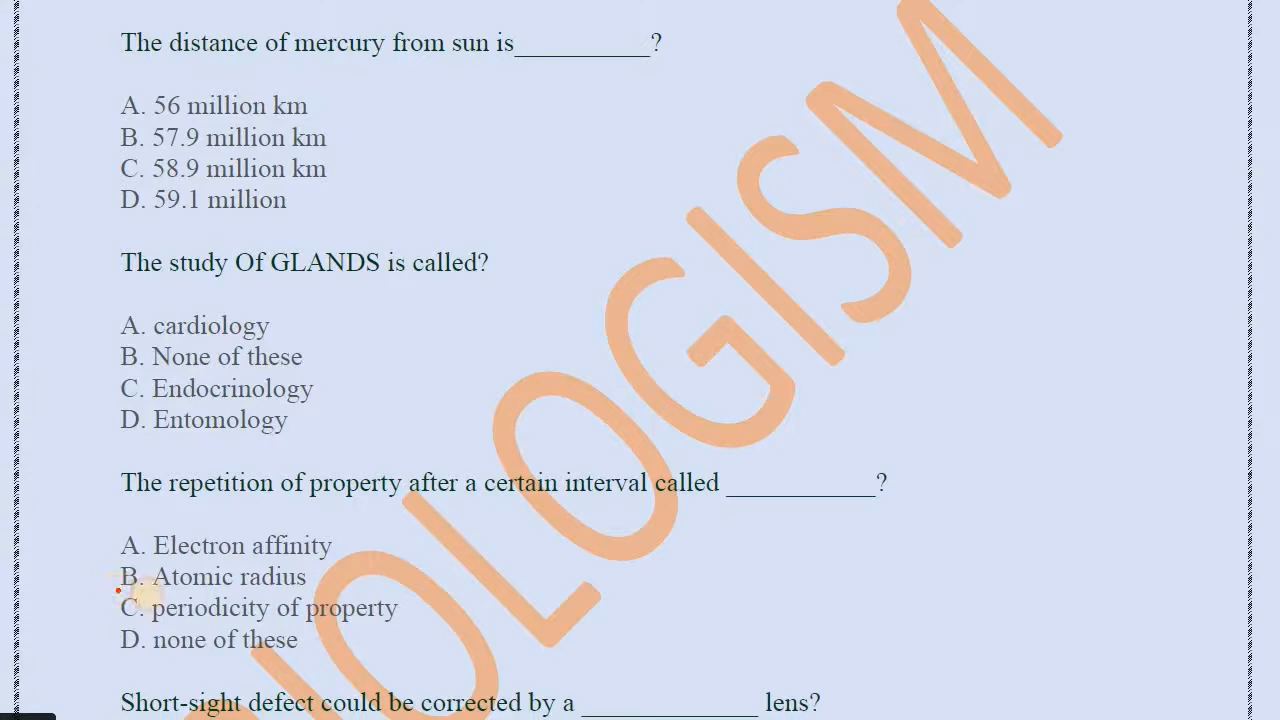 The distance of mercury from sun is__________?
A. 56 million km
B. 57.9 million km
C. 58.9 million km
D. 59.1 million
The study Of GLANDS is called?
A. cardiology
B. None of these
C. Endocrinology
D. Entomology
The repetition of property after a certain interval called ___________?
A. Electron affinity
B. Atomic radius
C. periodicity of property
D. none of these
Short-sight defect could be corrected by a _____________ lens?
IOLOGISM